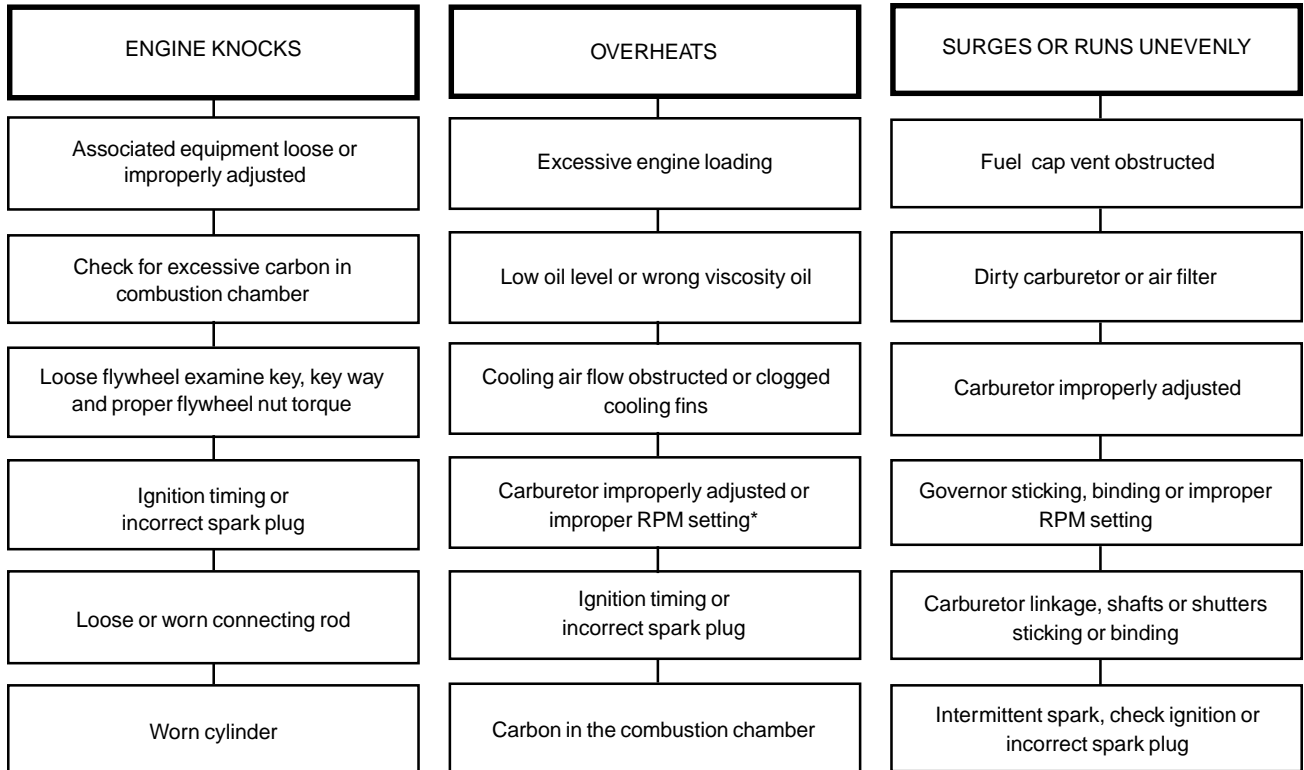 ENGINE KNOCKS
Associated equipment loose or
improperly adjusted
Check for excessive carbon in
combustion chamber
Loose flywheel examine key, key way
and proper flywheel nut torque
Ignition timing or
incorrect spark plug
Loose or worn connecting rod
Worn cylinder
OVERHEATS
Excessive engine loading
Low oil level or wrong viscosity oil
Cooling air flow obstructed or clogged
cooling fins
Carburetor improperly adjusted or
improper RPM setting*
Ignition timing or
incorrect spark plug
Carbon in the combustion chamber
SURGES OR RUNS UNEVENLY
Fuel cap vent obstructed
Dirty carburetor or air filter
Carburetor improperly adjusted
Governor sticking, binding or improper
RPM setting
Carburetor linkage, shafts or shutters
sticking or binding
Intermittent spark, check ignition or
incorrect spark plug